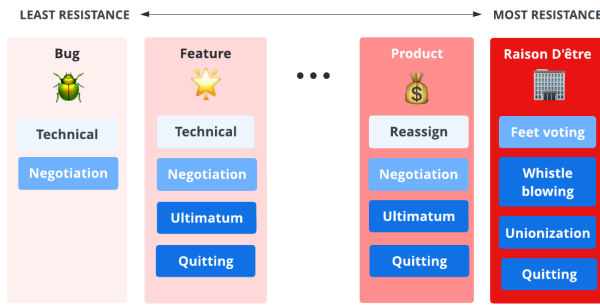 LEAST RESISTANCE
MOST RESISTANCE
Bug
Technical
Negotiation
Feature
Technical
Negotiation
Ultimatum
Quitting
Product
Reassign
Negotiation
Ultimatum
Quitting
Raison D'être
Feet voting
Whistle
blowing
Unionization
Quitting